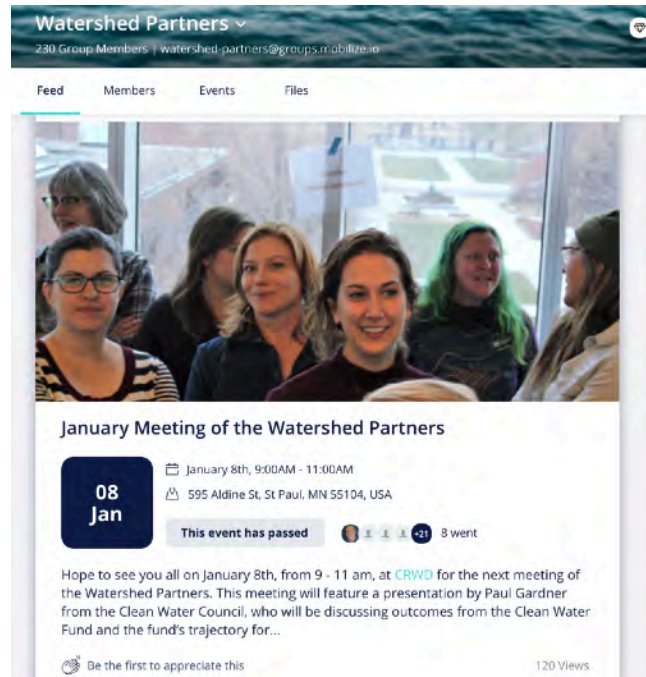 Watershed Partners
230 Group Members | watershed-partners@groups.mobilize.io
Feed Members Events Files
January Meeting of the Watershed Partners
08
Jan
January 8th, 9:00AM - 11:00AM
595 Aldine St, St Paul, MN 55104, USA
This event has passed +21 8 went
Hope to see you all on January 8th, from 9 - 11 am, at CRWD for the next meeting of
the Watershed Partners. This meeting will feature a presentation by Paul Gardner
from the Clean Water Council, who will be discussing outcomes from the Clean Water
Fund and the fund's trajectory for...
Be the first to appreciate this 120 Views